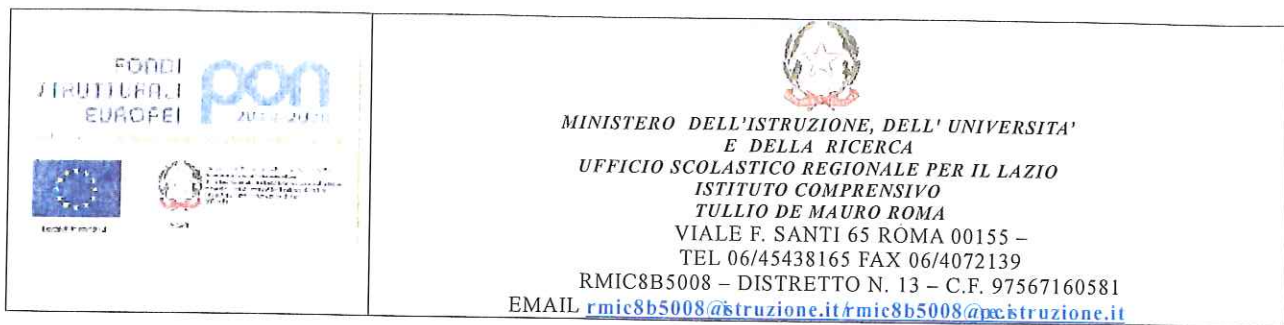 FONDI
STRUTTURALI
EUROPEI
pon
MINISTERO DELL'ISTRUZIONE, DELL' UNIVERSITA'
E DELLA RICERCA
UFFICIO SCOLASTICO REGIONALE PER IL LAZIO
ISTITUTO COMPRENSIVO
TULLIO DE MAURO ROMA
VIALE F. SANTI 65 ROMA 00155 –
TEL 06/45438165 FAX 06/4072139
RMIC8B5008 – DISTRETTO N. 13 – C.F. 97567160581
EMAIL rmic8b5008@istruzione.it/rmic8b5008@pec.istruzione.it